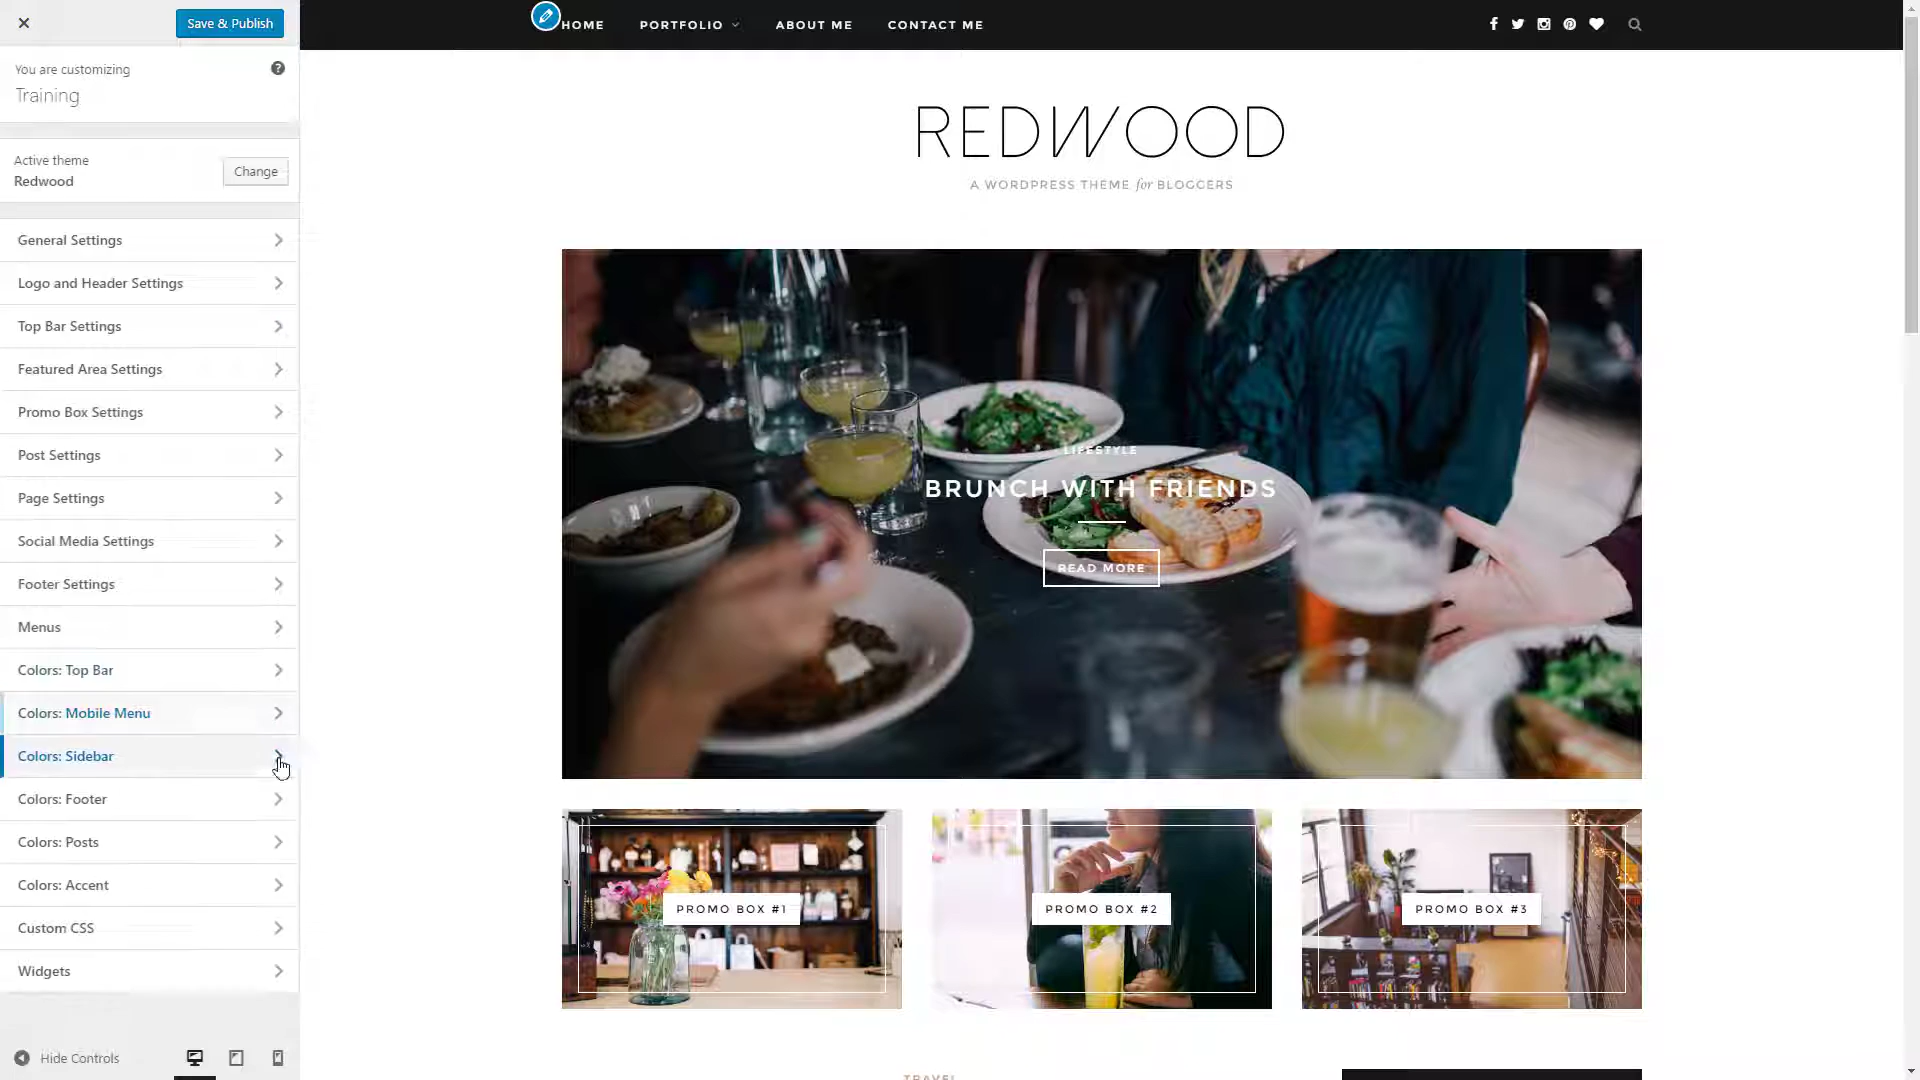 Save & Publish
You are customizing
Training
Active theme
Redwood
Change
General Settings
Logo and Header Settings
Top Bar Settings
Featured Area Settings
Promo Box Settings
Post Settings
Page Settings
Social Media Settings
Footer Settings
Menus
Colors: Top Bar
Colors: Mobile Menu
Colors: Sidebar
Colors: Footer
Colors: Posts
Colors: Accent
Custom CSS
Widgets
Hide Controls
HOME PORTFOLIO ABOUT ME CONTACT ME
REDWOOD
A WORDPRESS THEME for BLOGGERS
LIFESTYLE
BRUNCH WITH FRIENDS
READ MORE
PROMO BOX #1
PROMO BOX #2
PROMO BOX #3
TRAVEL